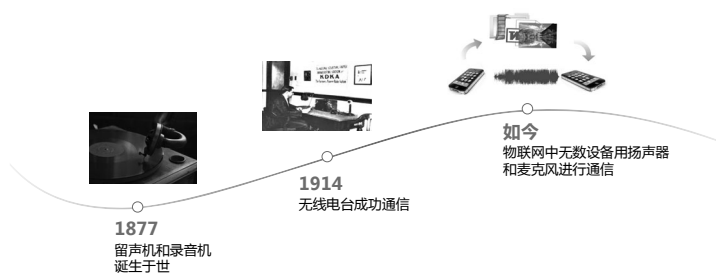 KDKA
如今
物联网中无数设备用扬声器
和麦克风进行通信
1914
无线电台成功通信
1877
留声机和录音机
诞生于世